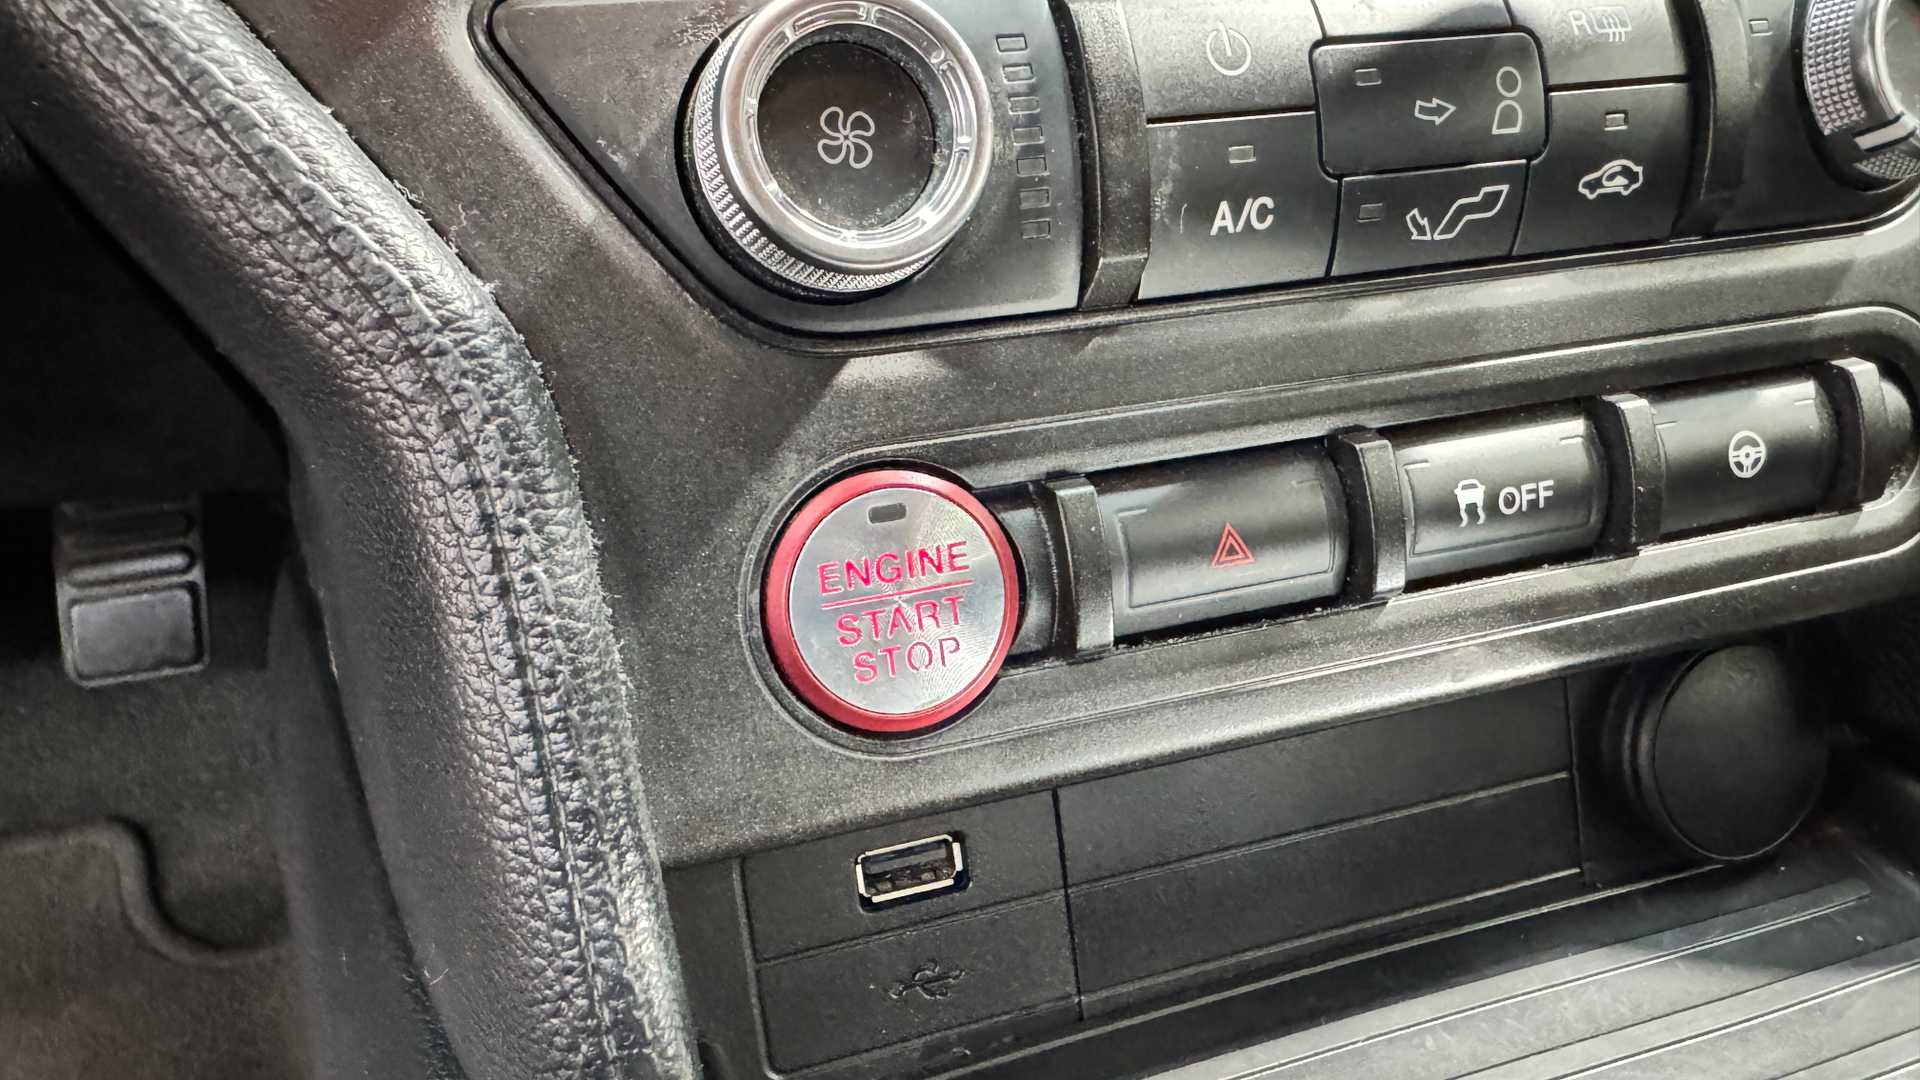 R
A/C
OFF
ENGINE
START
STOP